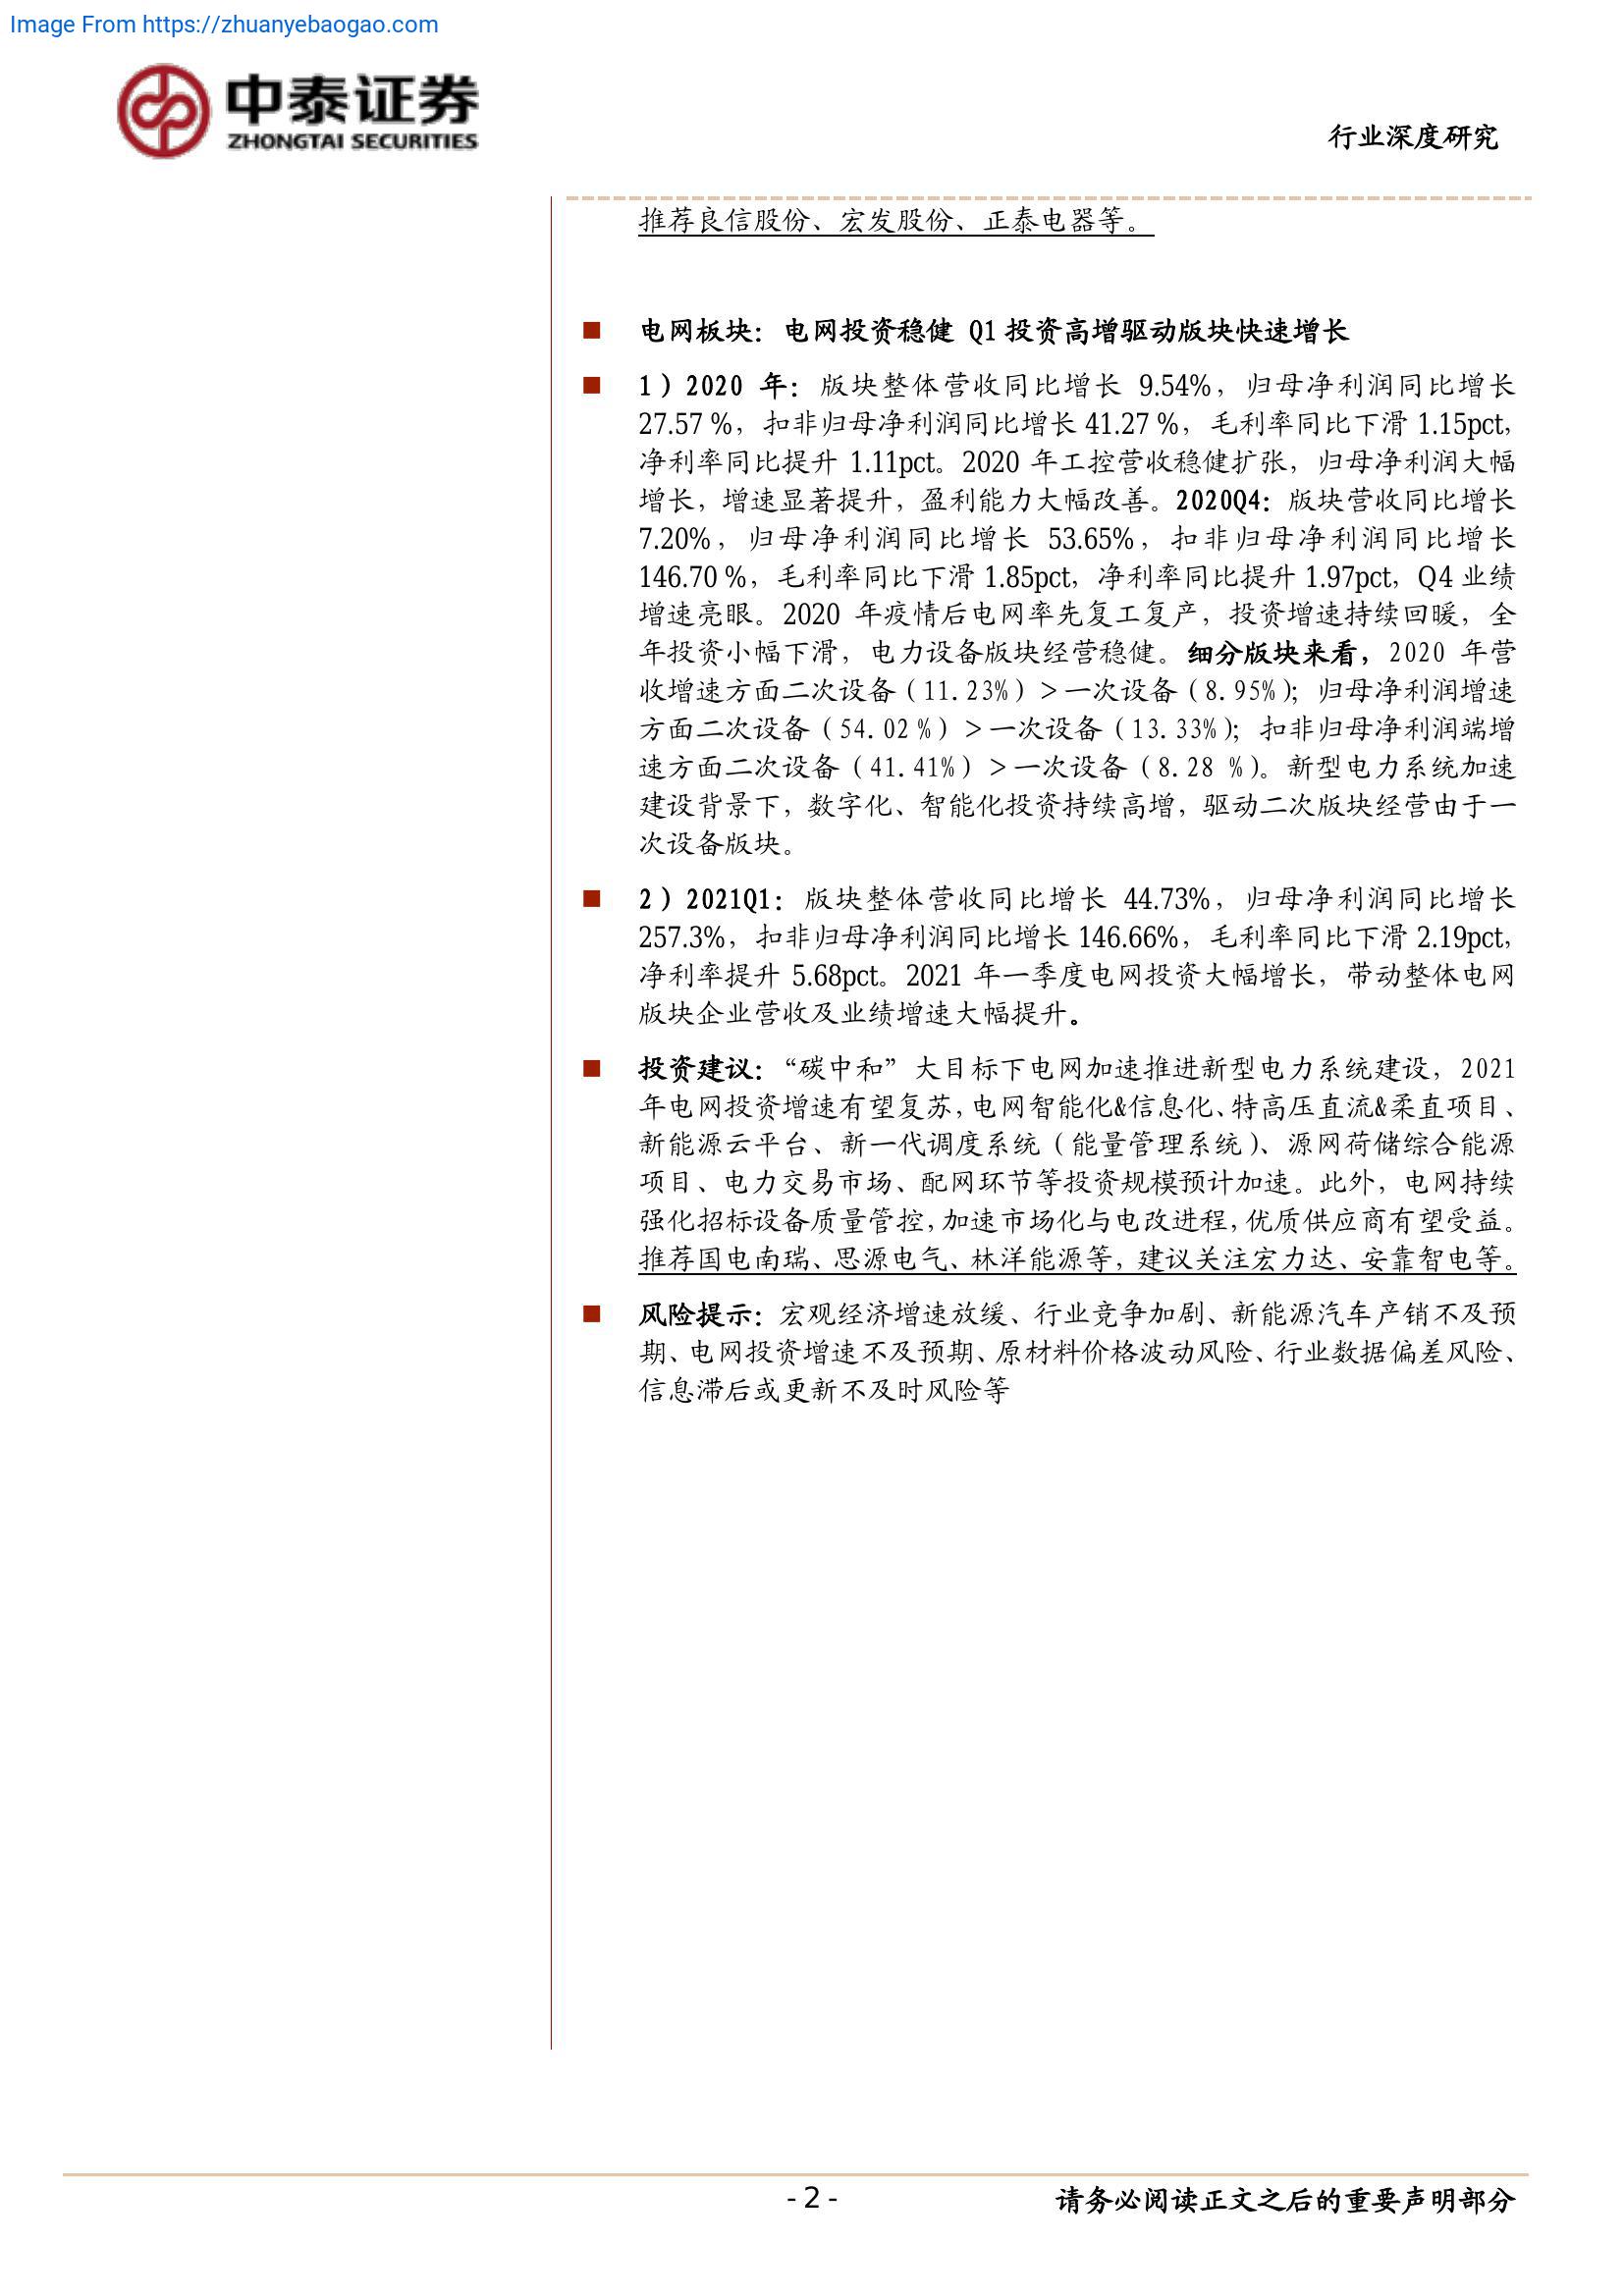 Image From https://zhuanyebaogao.com
中泰证券
ZHONGTAI SECURITIES
行业深度研究
推荐良信股份、宏发股份、正泰电器等。
电网板块：电网投资稳健 Q1 投资高增驱动版块快速增长
1）2020 年：版块整体营收同比增长 9.54%，归母净利润同比增长
27.57 %，扣非归母净利润同比增长 41.27 %，毛利率同比下滑 1.15pct，
净利率同比提升 1.11pct。2020 年工控营收稳健扩张，归母净利润大幅
增长，增速显著提升，盈利能力大幅改善。2020Q4：版块营收同比增长
7.20%，归母净利润同比增长 53.65%，扣非归母净利润同比增长
146.70 %，毛利率同比下滑 1.85pct，净利率同比提升 1.97pct，Q4 业绩
增速亮眼。2020 年疫情后电网率先复工复产，投资增速持续回暖，全
年投资小幅下滑，电力设备版块经营稳健。细分版块来看，2020 年营
收增速方面二次设备（11.23%）＞一次设备（8.95%）；归母净利润增速
方面二次设备（54.02 %）＞一次设备（13.33%）；扣非归母净利润端增
速方面二次设备（41.41%）＞一次设备（8.28 %）。新型电力系统加速
建设背景下，数字化、智能化投资持续高增，驱动二次版块经营由于一
次设备版块。
2）2021Q1：版块整体营收同比增长 44.73%，归母净利润同比增长
257.3%，扣非归母净利润同比增长 146.66%，毛利率同比下滑 2.19pct，
净利率提升 5.68pct。2021 年一季度电网投资大幅增长，带动整体电网
版块企业营收及业绩增速大幅提升。
投资建议：“碳中和”大目标下电网加速推进新型电力系统建设，2021
年电网投资增速有望复苏，电网智能化&信息化、特高压直流&柔直项目、
新能源云平台、新一代调度系统（能量管理系统）、源网荷储综合能源
项目、电力交易市场、配网环节等投资规模预计加速。此外，电网持续
强化招标设备质量管控，加速市场化与电改进程，优质供应商有望受益。
推荐国电南瑞、思源电气、林洋能源等，建议关注宏力达、安靠智电等。
风险提示：宏观经济增速放缓、行业竞争加剧、新能源汽车产销不及预
期、电网投资增速不及预期、原材料价格波动风险、行业数据偏差风险、
信息滞后或更新不及时风险等
- 2 -
请务必阅读正文之后的重要声明部分